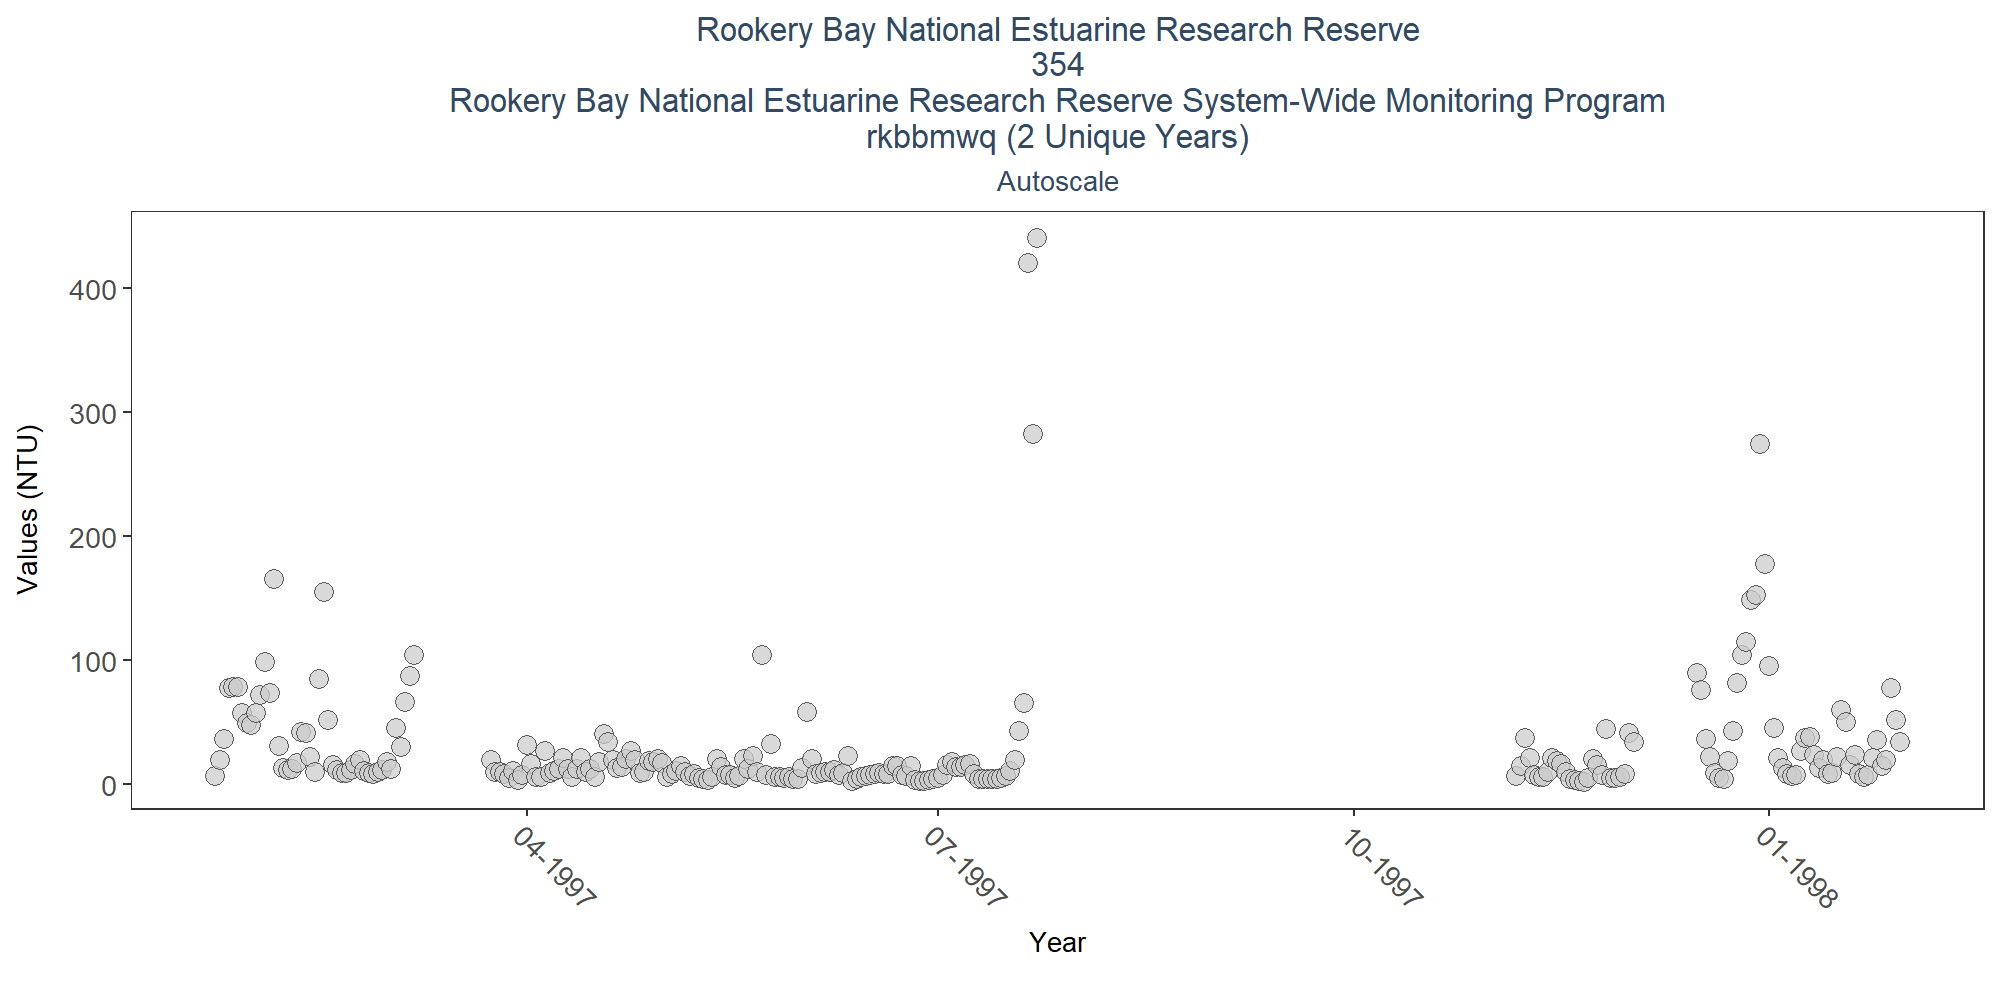 Rookery Bay National Estuarine Research Reserve
354
Rookery Bay National Estuarine Research Reserve System-Wide Monitoring Program
rkbbmwq (2 Unique Years)
Autoscale
Values (NTU)
400
300
200
100
0
04-1997
07-1997
10-1997
01-1998
Year